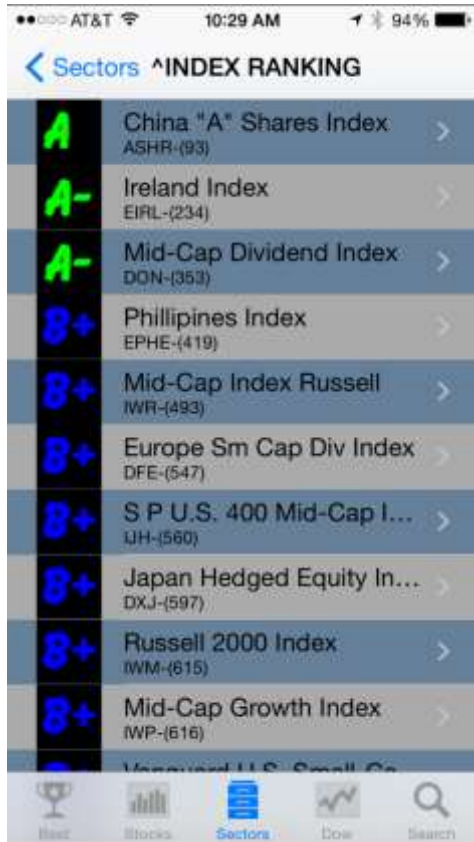 AT&T 10:29 AM 94%
Sectors ^INDEX RANKING
A China "A" Shares Index
ASHR-(93)
A- Ireland Index
EIRL-(234)
A- Mid-Cap Dividend Index
DON-(353)
B+ Phillipines Index
EPHE-(419)
B+ Mid-Cap Index Russell
IWR-(493)
B+ Europe Sm Cap Div Index
DFE-(547)
B+ S P U.S. 400 Mid-Cap I...
IJH-(560)
B+ Japan Hedged Equity In...
DXJ-(597)
B+ Russell 2000 Index
IWM-(615)
B+ Mid-Cap Growth Index
IWP-(616)
Vanguard U.S. Small-Ca
Best Stocks Sectors Dow Search